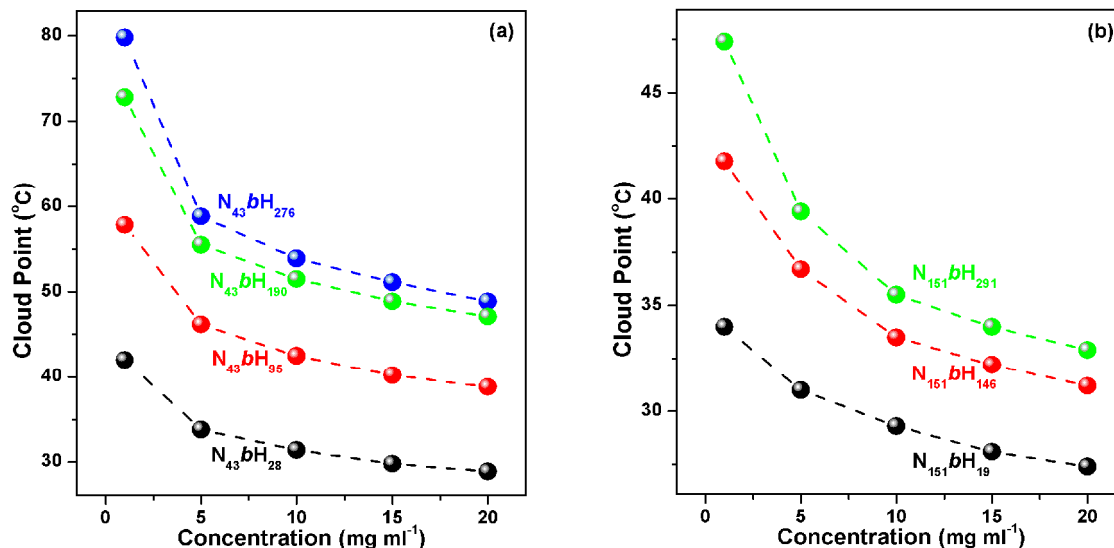 (a)
80
70
60
50
40
30
Cloud Point (°C)
N₄₃bH₂₇₆
N₄₃bH₁₉₀
N₄₃bH₉₅
N₄₃bH₂₈
0 5 10 15 20
Concentration (mg ml⁻¹)
(b)
45
40
35
30
Cloud Point (°C)
N₁₅₁bH₂₉₁
N₁₅₁bH₁₄₆
N₁₅₁bH₁₉
0 5 10 15 20
Concentration (mg ml⁻¹)